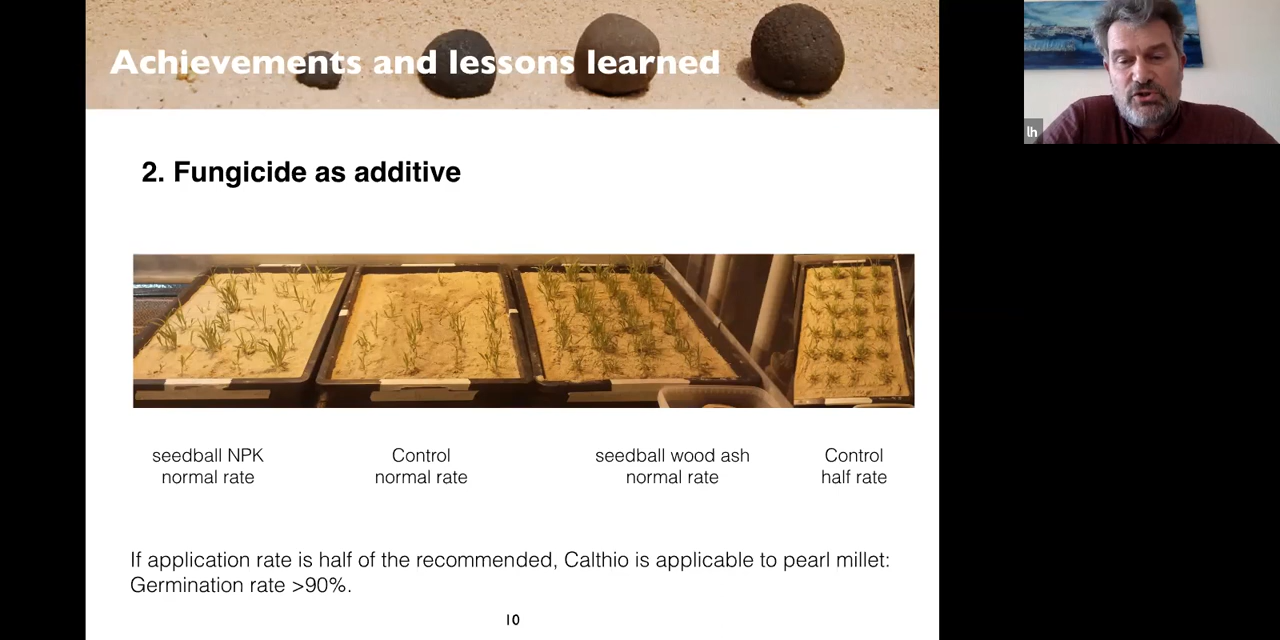 Achievements and lessons learned
lh
2. Fungicide as additive
seedball NPK
normal rate
Control
normal rate
seedball wood ash
normal rate
Control
half rate
If application rate is half of the recommended, Calthio is applicable to pearl millet:
Germination rate >90%.
10